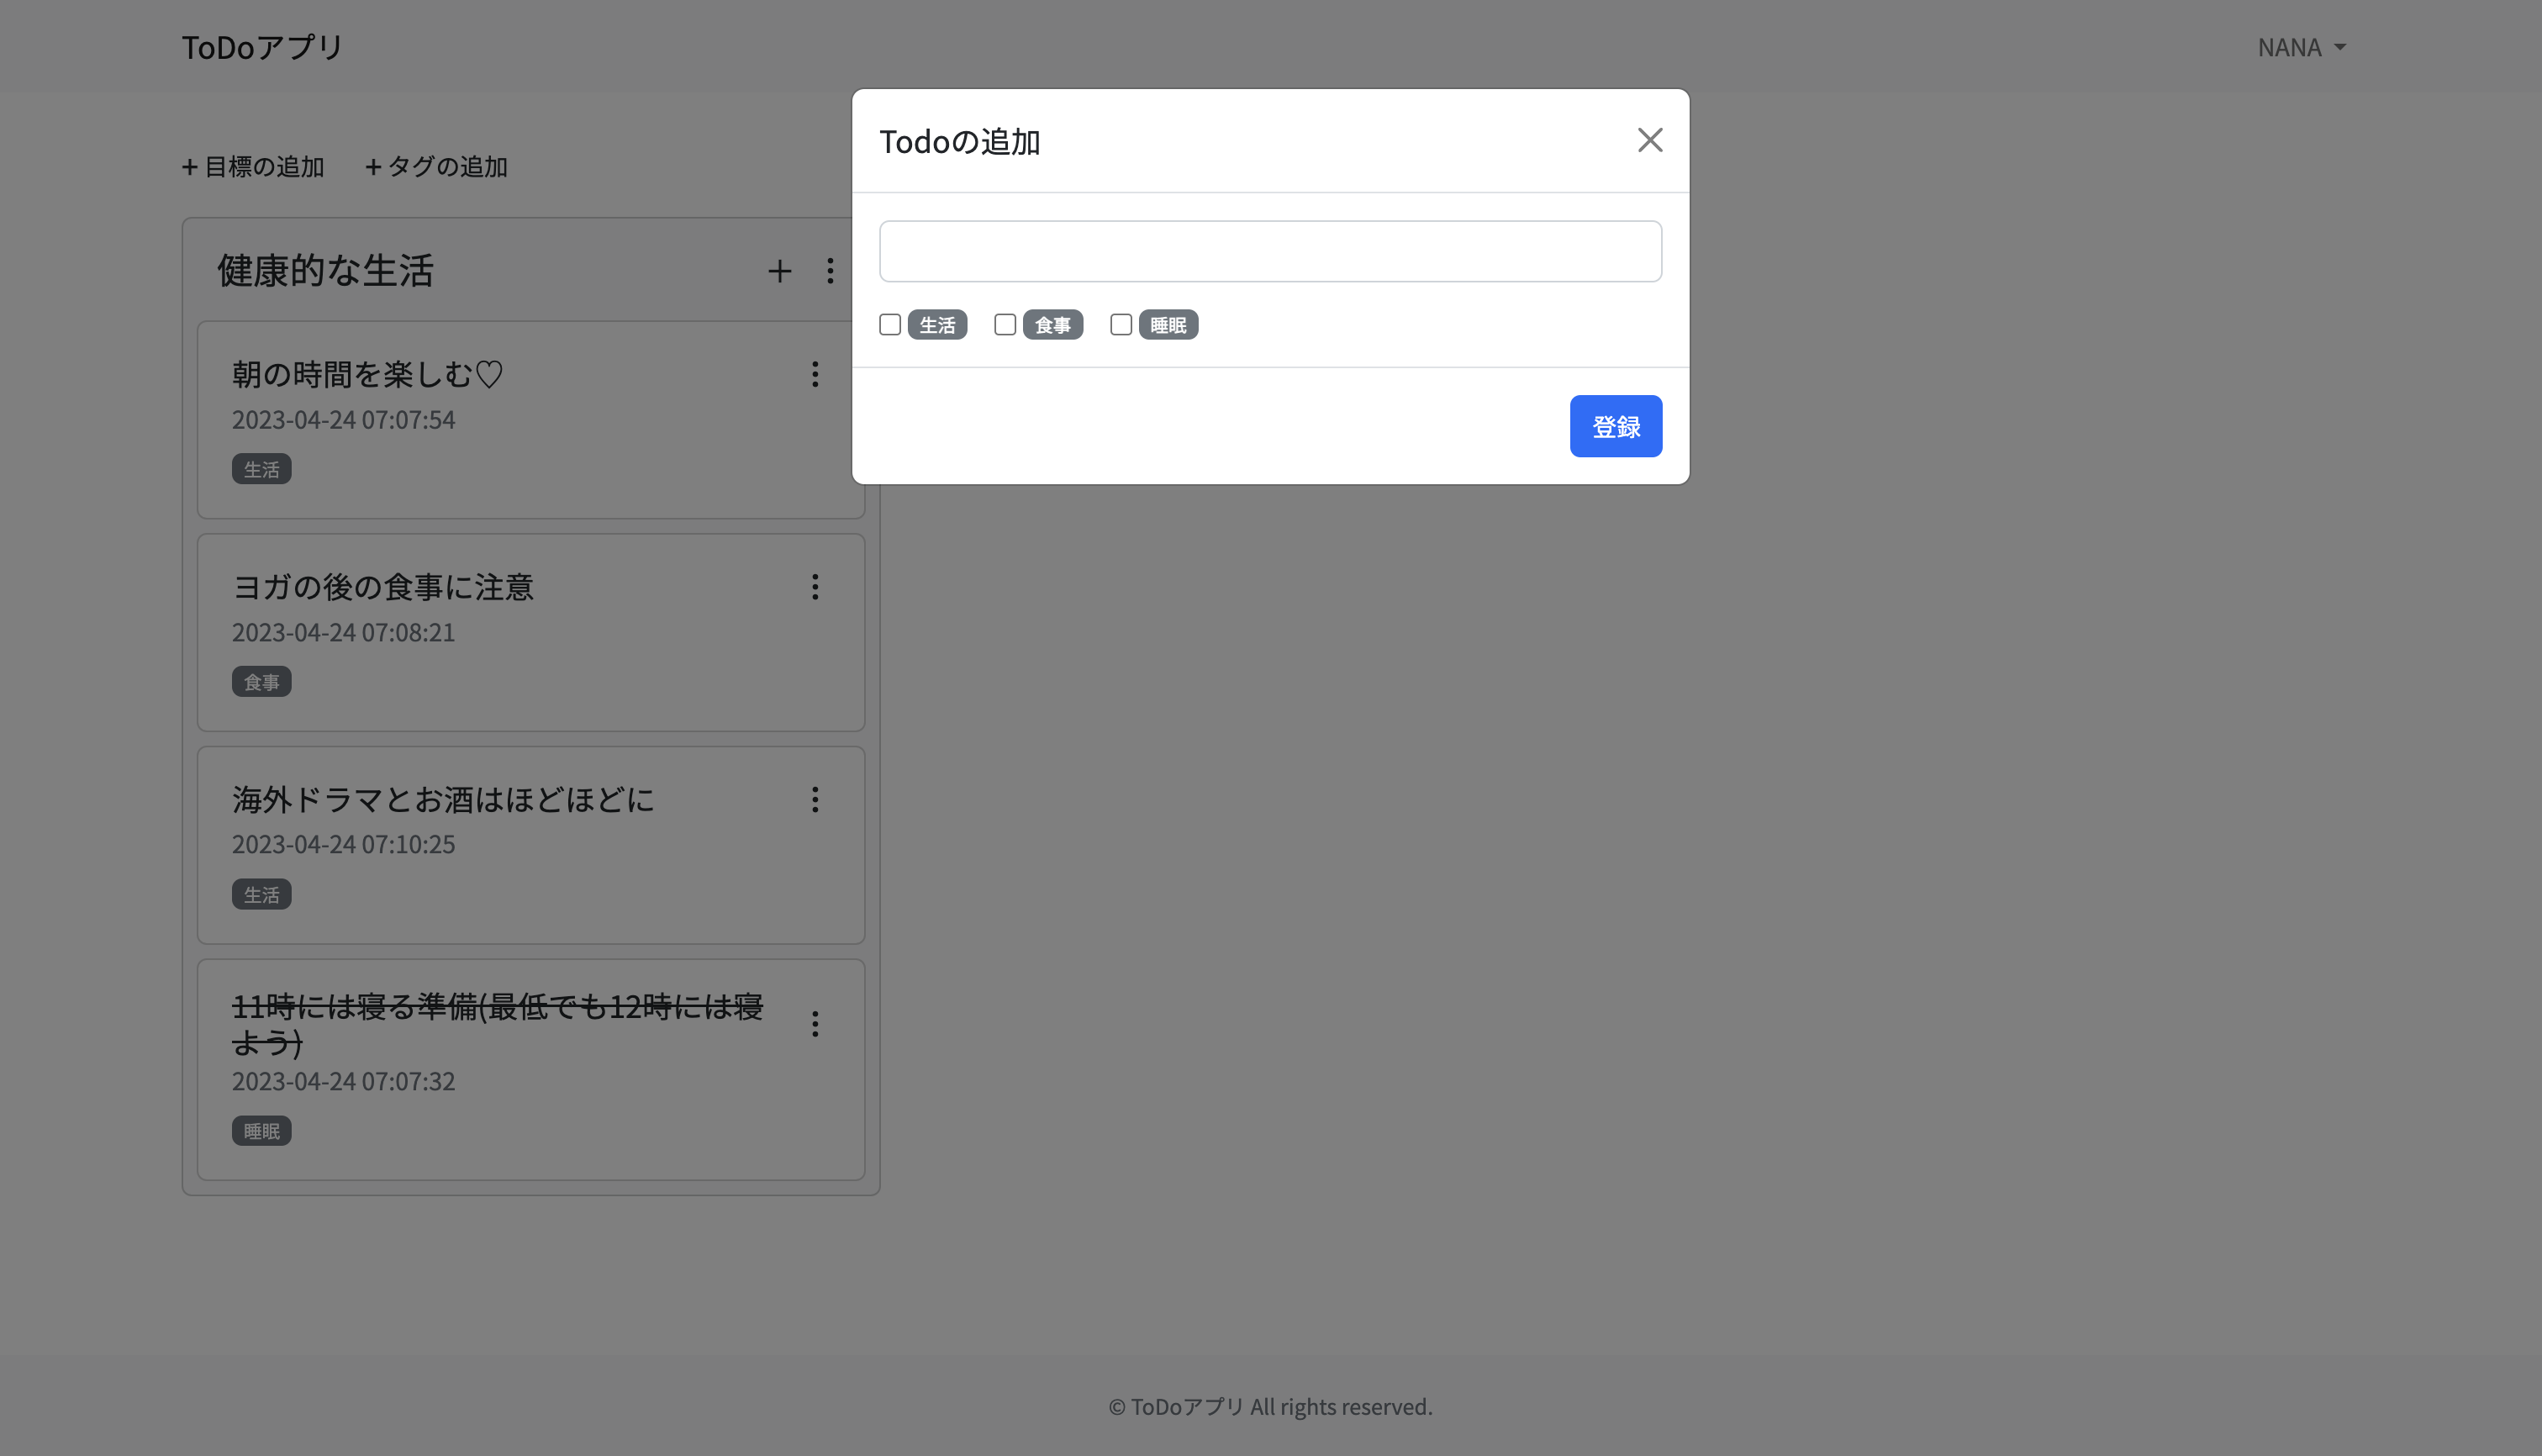 ToDoアプリ
NANA
+ 目標の追加 + タグの追加
健康的な生活
朝の時間を楽しむ♡
2023-04-24 07:07:54
生活
ヨガの後の食事に注意
2023-04-24 07:08:21
食事
海外ドラマとお酒はほどほどに
2023-04-24 07:10:25
生活
11時には寝る準備(最低でも12時には寝
よう)
2023-04-24 07:07:32
睡眠
Todoの追加
生活 食事 睡眠
登録
© ToDoアプリ All rights reserved.